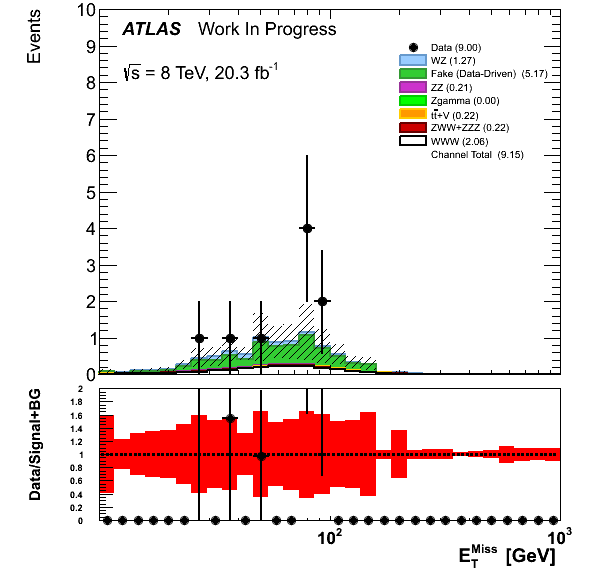 Events
10
9
8
7
6
5
4
3
2
1
0
ATLAS Work In Progress
√s = 8 TeV, 20.3 fb⁻¹
Data (9.00)
WZ (1.27)
Fake (Data-Driven) (5.17)
ZZ (0.21)
Zgamma (0.00)
tt̄+V (0.22)
ZWW+ZZZ (0.22)
WWW (2.06)
Channel Total (9.15)
Data/Signal+BG
2
1.8
1.6
1.4
1.2
1
0.8
0.6
0.4
0.2
0
10²
10³
E_T^Miss [GeV]